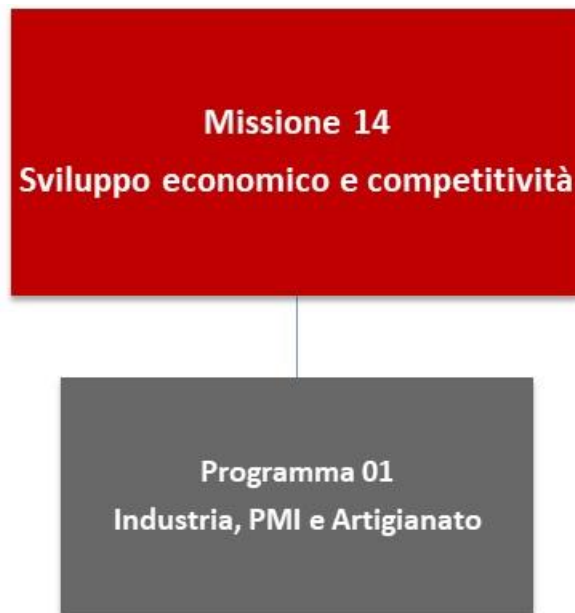 Missione 14
Sviluppo economico e competitività
Programma 01
Industria, PMI e Artigianato